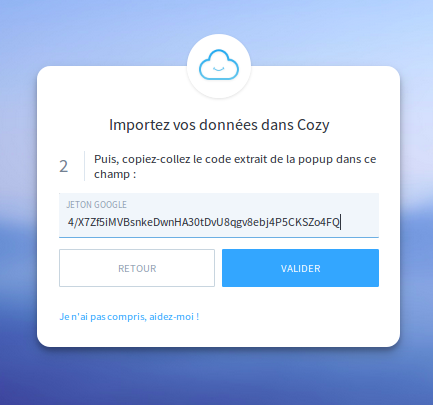 Importez vos données dans Cozy
2
Puis, copiez-collez le code extrait de la popup dans ce
champ :
JETON GOOGLE
4/X7Zf5iMVBsnkeDwnHA30tDvU8qgv8ebj4P5CKSZo4FQ
RETOUR
VALIDER
Je n'ai pas compris, aidez-moi !